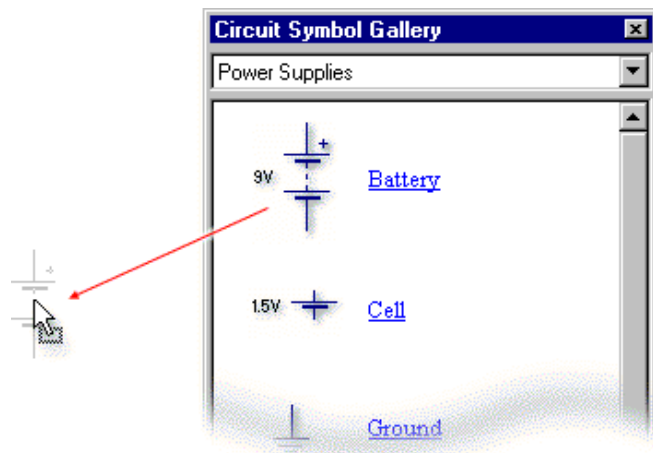 Circuit Symbol Gallery
Power Supplies
+
9V
Battery
1.5V
Cell
Ground